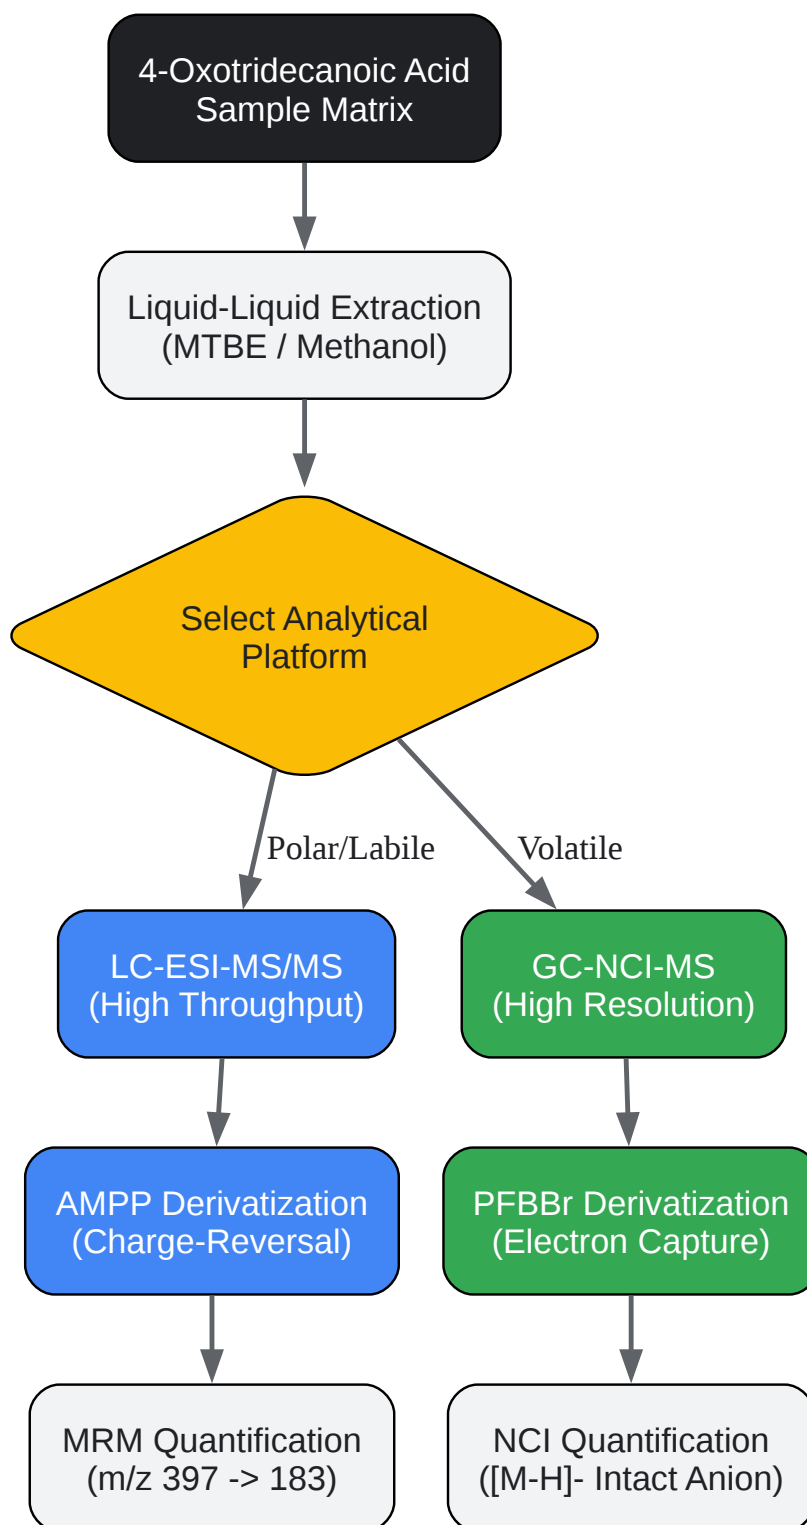 4-Oxotridecanoic Acid
Sample Matrix
Liquid-Liquid Extraction
(MTBE / Methanol)
Select Analytical
Platform
Polar/Labile
Volatile
LC-ESI-MS/MS
(High Throughput)
GC-NCI-MS
(High Resolution)
AMPP Derivatization
(Charge-Reversal)
PFBBr Derivatization
(Electron Capture)
MRM Quantification
(m/z 397 -> 183)
NCI Quantification
([M-H]- Intact Anion)